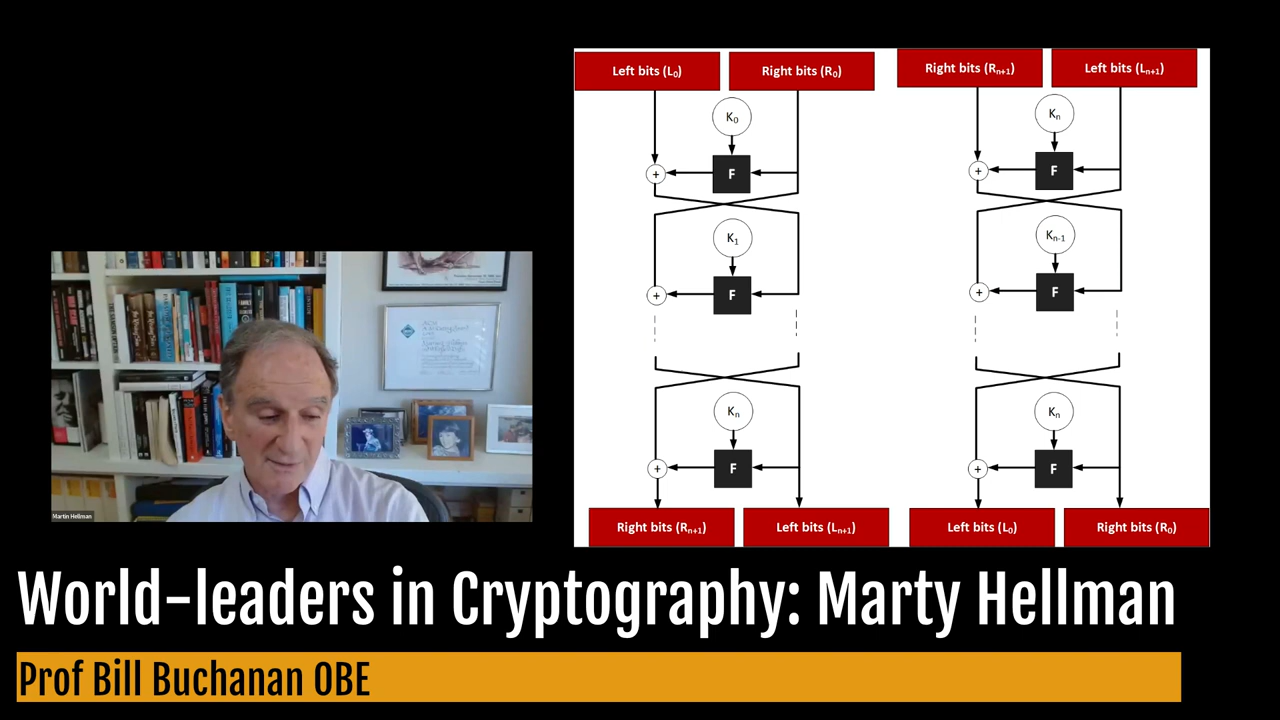 Left bits (L0)
Right bits (R0)
K0
F
+
K1
F
+
Kn
F
+
Right bits (Rn+1)
Left bits (Ln+1)
Right bits (Rn+1)
Left bits (Ln+1)
Kn
F
+
Kn-1
F
+
Kn
F
+
Left bits (L0)
Right bits (R0)
Martin Hellman
World-leaders in Cryptography: Marty Hellman
Prof Bill Buchanan OBE